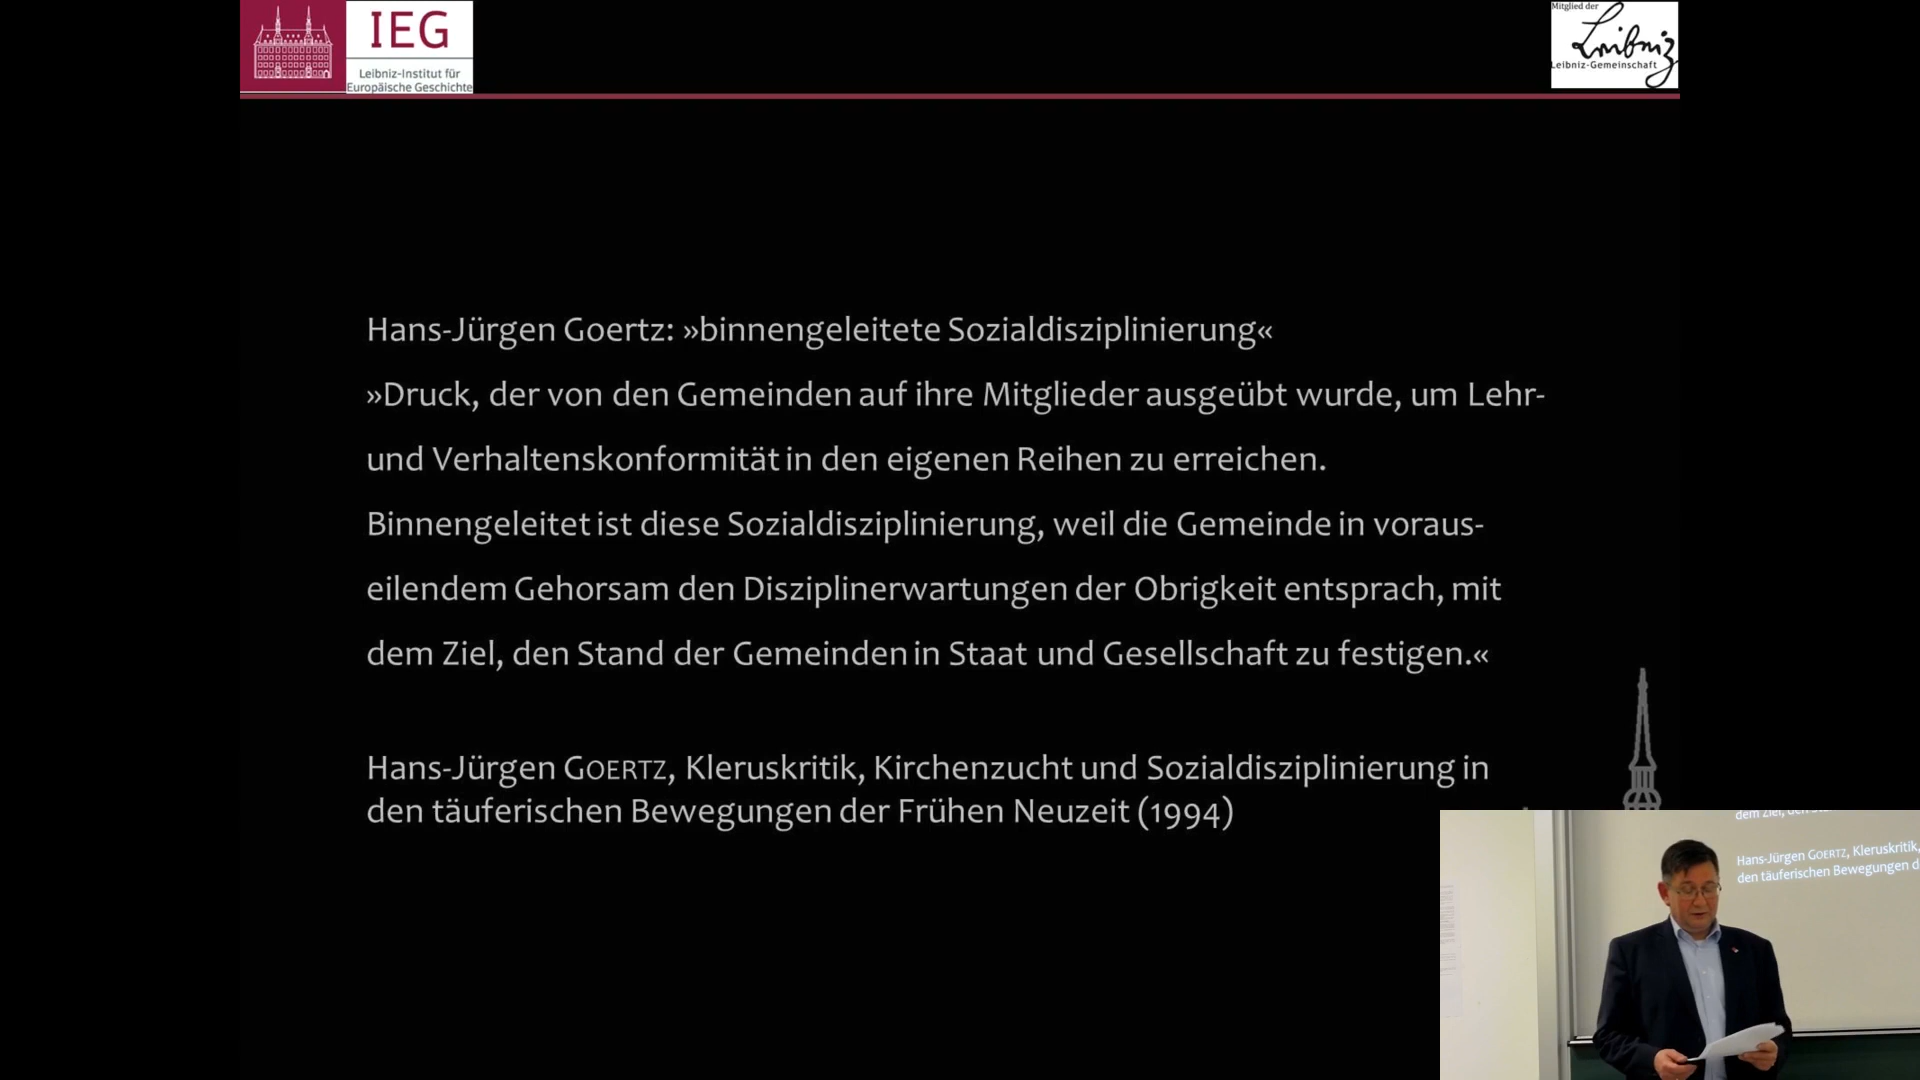 IEG
Leibniz-Institut für
Europäische Geschichte
Mitglied der
Leibniz
Leibniz-Gemeinschaft
Hans-Jürgen Goertz: »binnengeleitete Sozialdisziplinierung«
»Druck, der von den Gemeinden auf ihre Mitglieder ausgeübt wurde, um Lehr-
und Verhaltenskonformität in den eigenen Reihen zu erreichen.
Binnengeleitet ist diese Sozialdisziplinierung, weil die Gemeinde in voraus-
eilendem Gehorsam den Disziplinerwartungen der Obrigkeit entsprach, mit
dem Ziel, den Stand der Gemeinden in Staat und Gesellschaft zu festigen.«
Hans-Jürgen GOERTZ, Kleruskritik, Kirchenzucht und Sozialdisziplinierung in
den täuferischen Bewegungen der Frühen Neuzeit (1994)
dem Ziel, den
Hans-Jürgen GOERTZ, Kleruskritik,
den täuferischen Bewegungen d